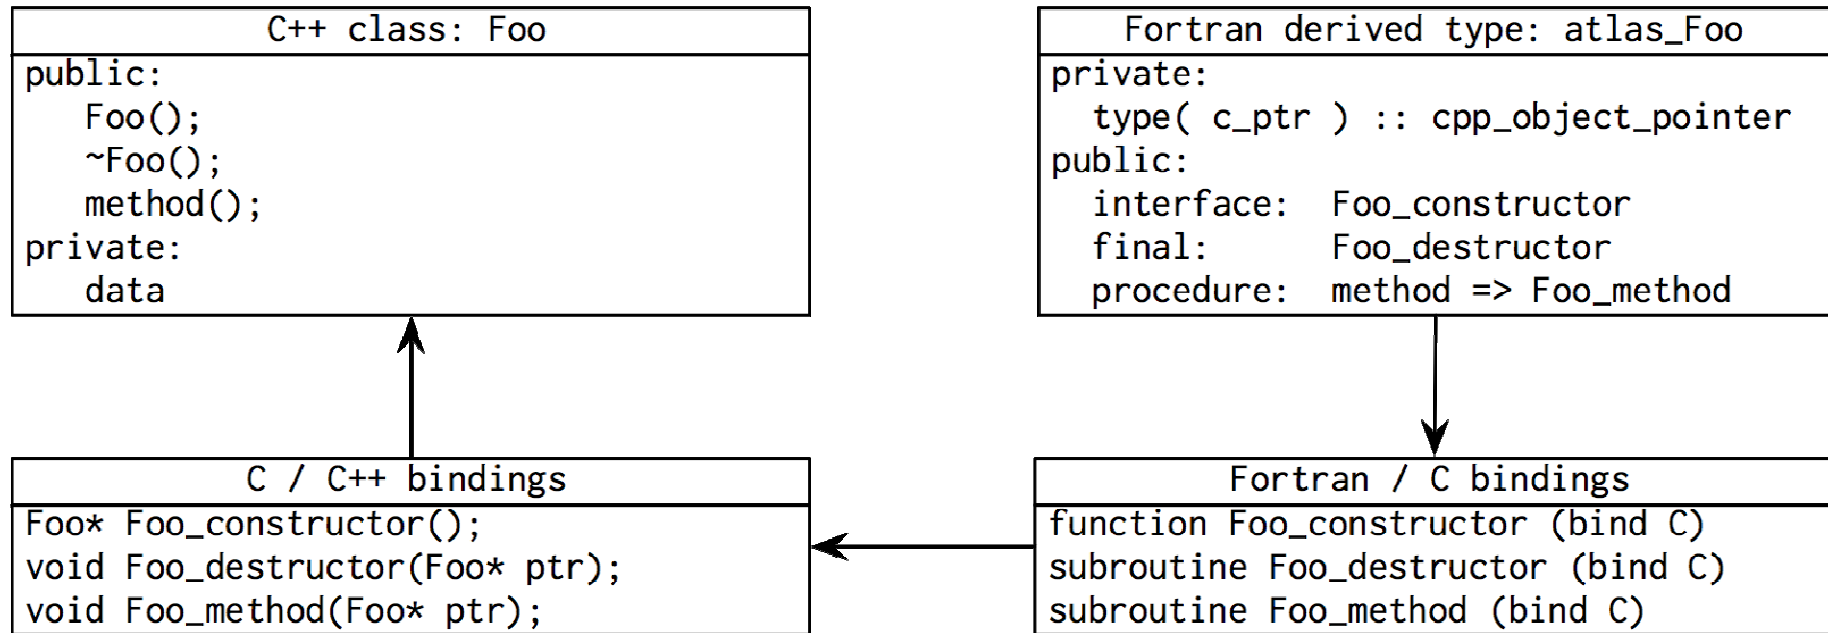 C++ class: Foo
public:
   Foo();
   ~Foo();
   method();
private:
   data
Fortran derived type: atlas_Foo
private:
  type( c_ptr ) :: cpp_object_pointer
public:
  interface:  Foo_constructor
  final:      Foo_destructor
  procedure:  method => Foo_method
C / C++ bindings
Foo* Foo_constructor();
void Foo_destructor(Foo* ptr);
void Foo_method(Foo* ptr);
Fortran / C bindings
function Foo_constructor (bind C)
subroutine Foo_destructor (bind C)
subroutine Foo_method (bind C)